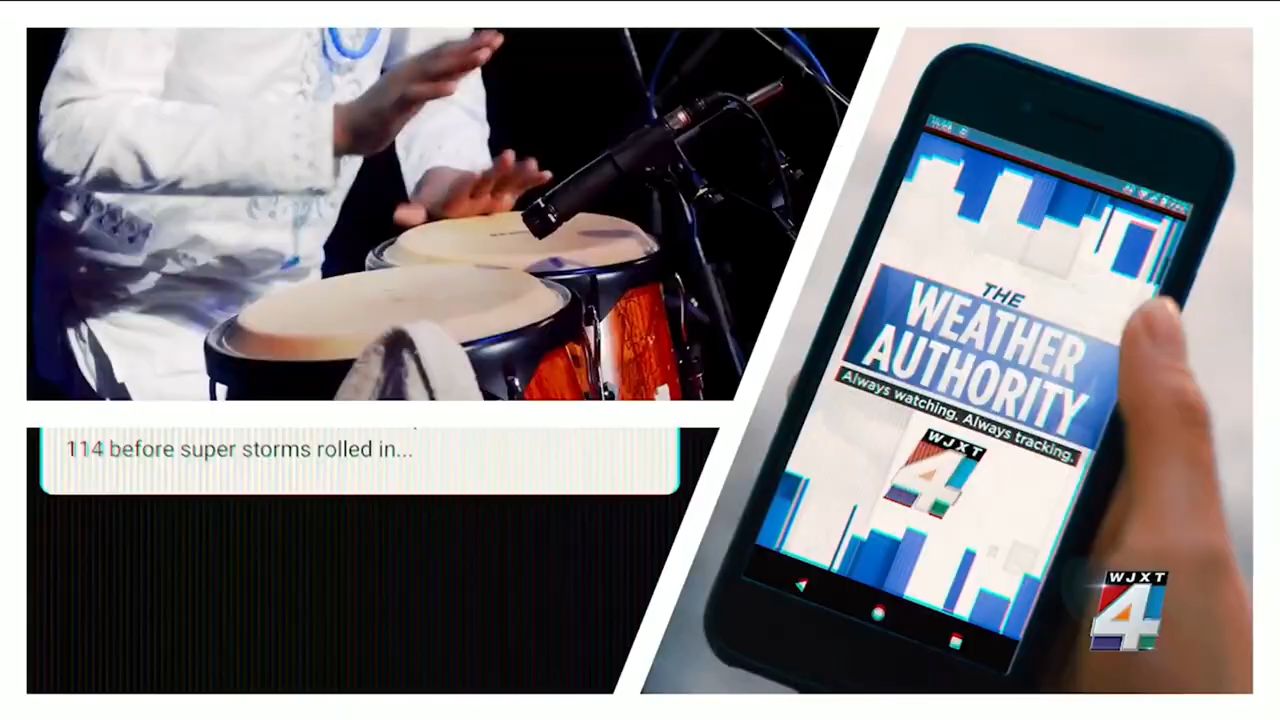 114 before super storms rolled in...
THE
WEATHER
AUTHORITY
Always watching. Always tracking.
WJXT
4
WJXT
4